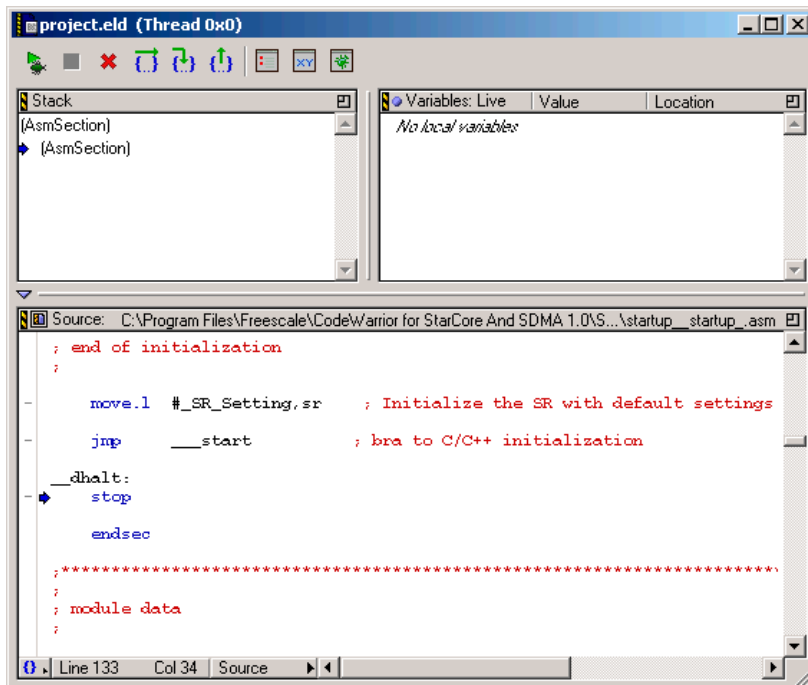 project.eld (Thread 0x0)
Stack
(AsmSection)
(AsmSection)
Variables: Live Value Location
No local variables
Source: C:\Program Files\Freescale\CodeWarrior for StarCore And SDMA 1.0\S...\startup__startup_.asm
; end of initialization
;
move.l #_SR_Setting,sr ; Initialize the SR with default settings
jmp ___start ; bra to C/C++ initialization
__dhalt:
stop
endsec
;************************************************************************
;
; module data
;
Line 133 Col 34 Source